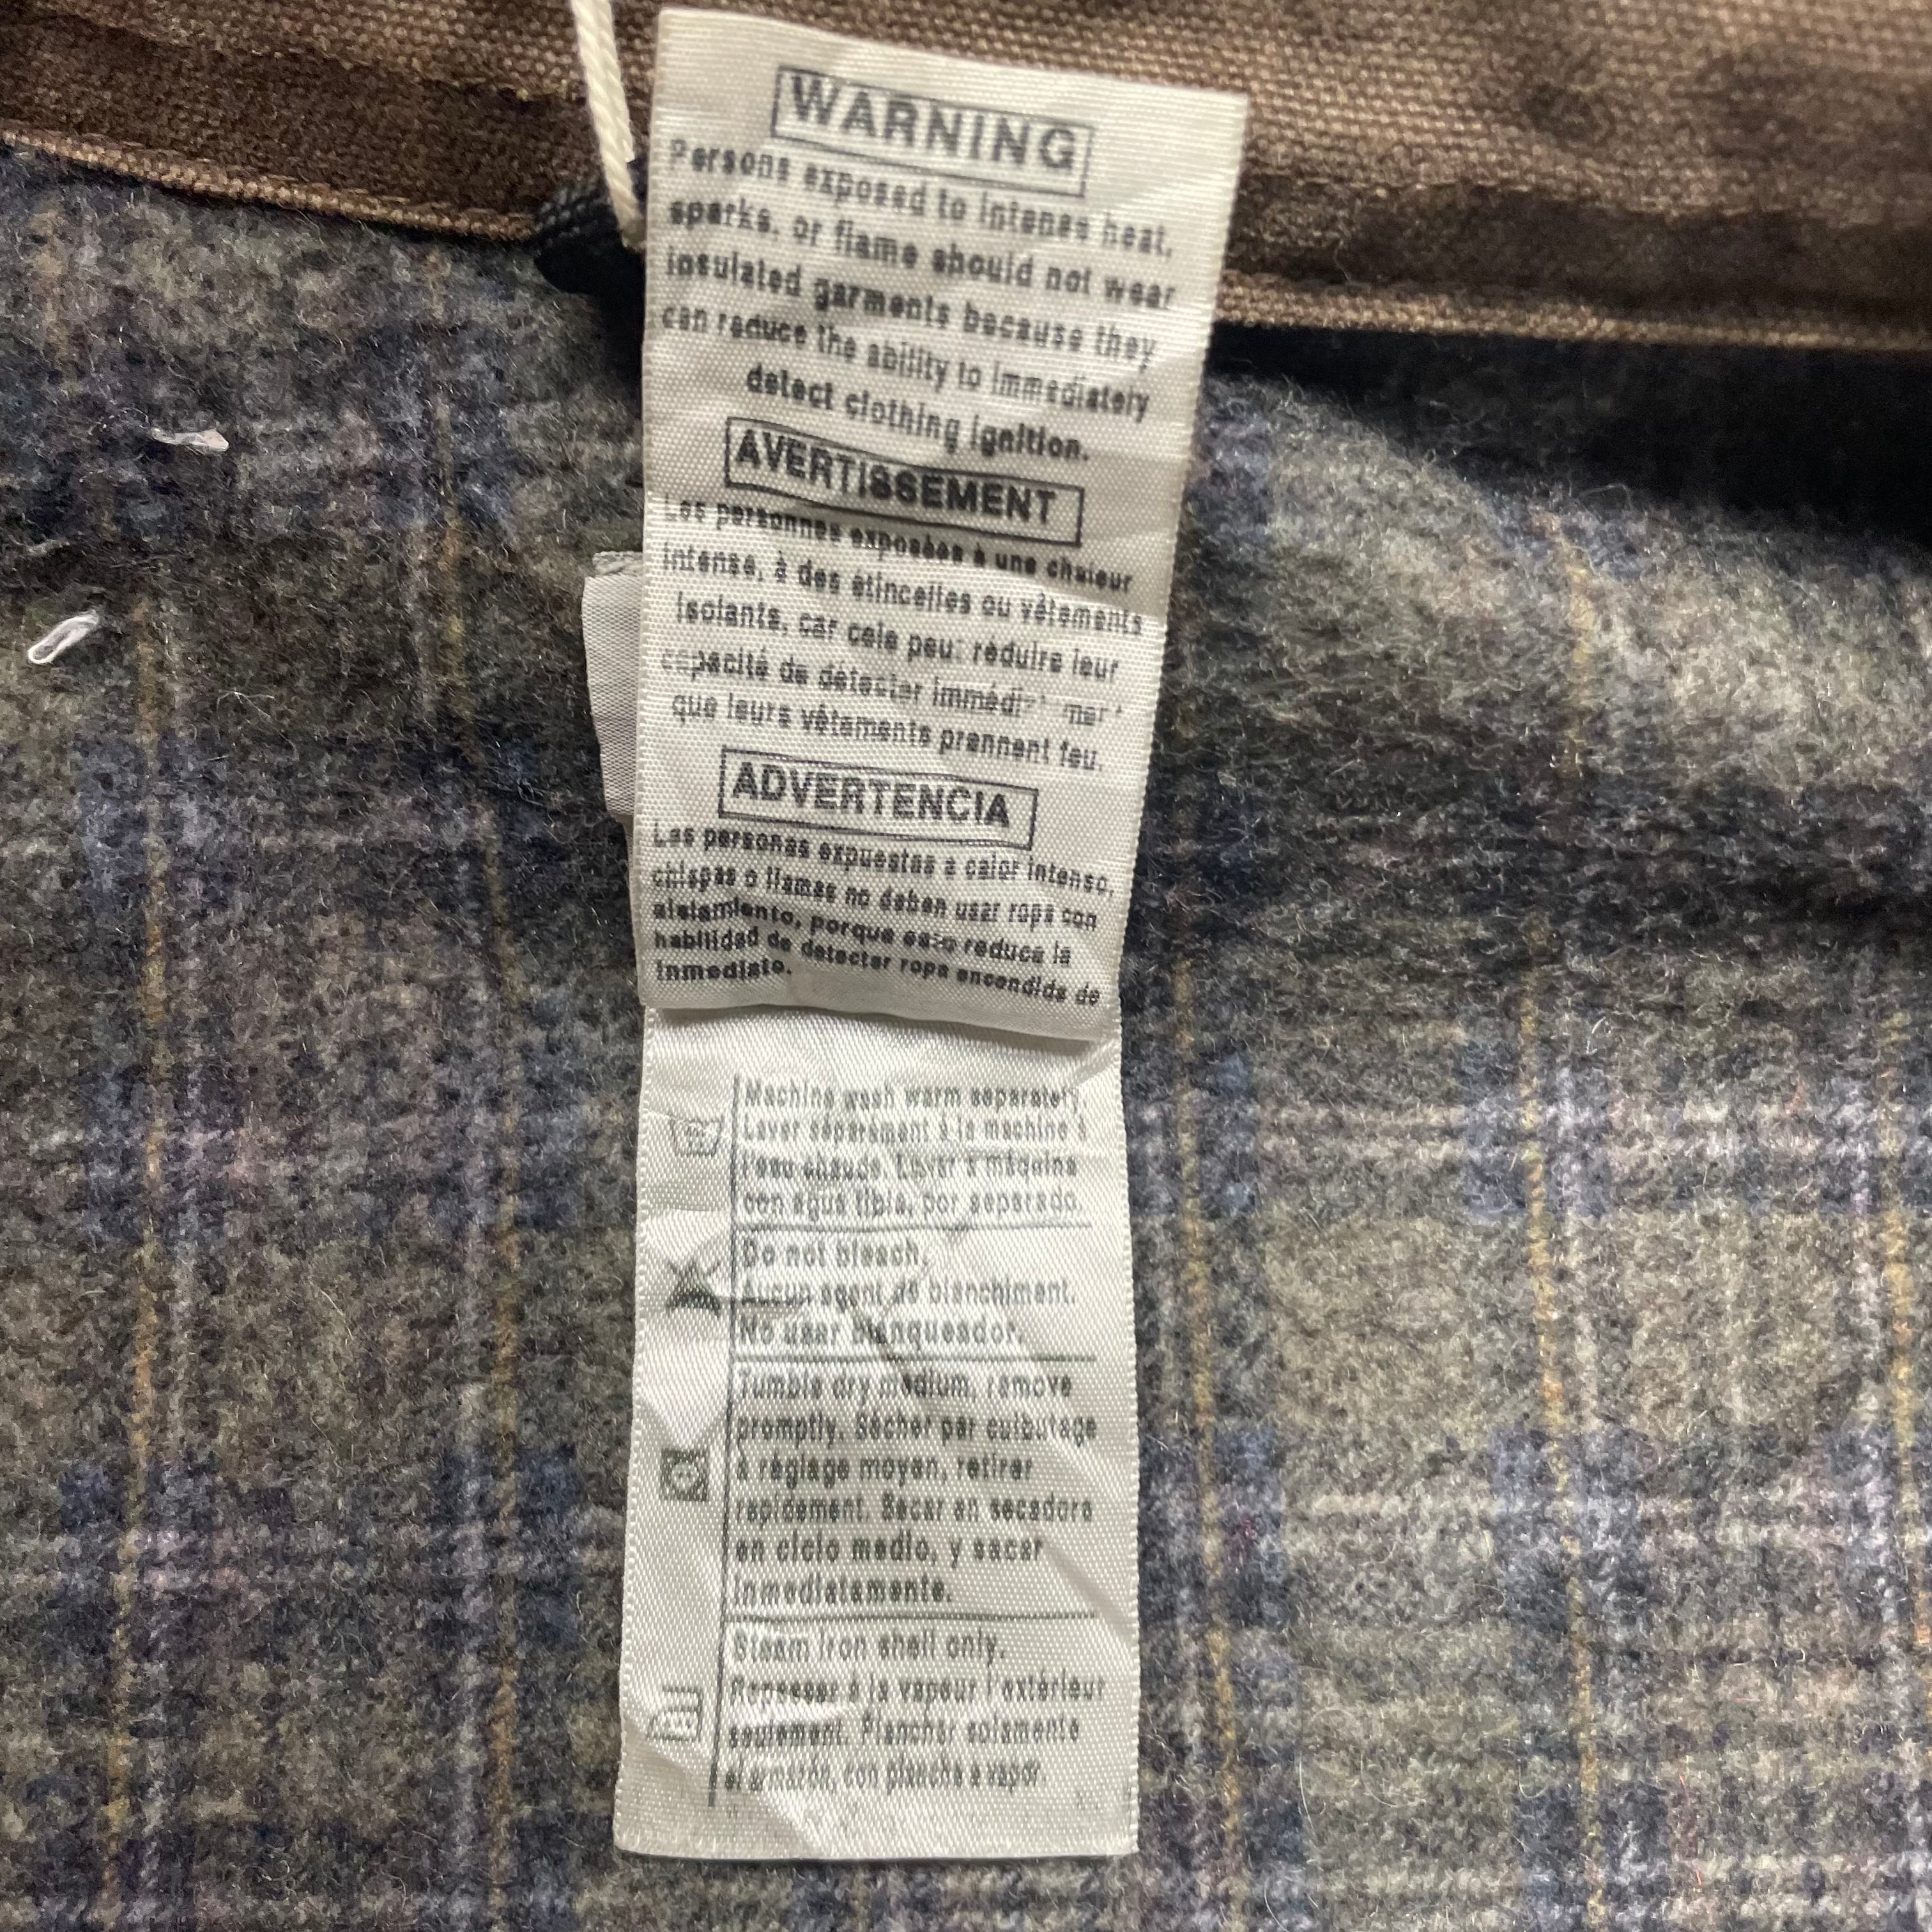 WARNING
Persons exposed to intense heat,
sparks, or flame should not wear
insulated garments because they
can reduce the ability to immediately
detect clothing ignition.
AVERTISSEMENT
Les personnes exposées à une chaleur
intense, à des étincelles ou vêtements
isolants, car cele peut réduire leur
capacité de détecter
que leurs vêtements prennent feu.
ADVERTENCIA
Las personas expuestas a calor intenso,
chispas o llamas no deben usar ropa con
aislamiento, porque esto reduce la
habilidad de detectar ropa encendida de
inmediato.
Machine wash warm separately.
Laver séparément à la machine à
l'eau chaude. Lavar a máquina
con agua tibia, por separado.
Do not bleach.
Aucun agent de blanchiment.
No usar blanqueador.
Tumble dry medium, remove
promptly. Sécher par culbutage
à réglage moyen, retirer
rapidement. Secar en secadora
en ciclo medio, y sacar
inmediatamente.
Steam iron shell only.
Repasser à la vapeur l'extérieur
seulement. Planchar solamente
el armazón, con plancha a vapor.